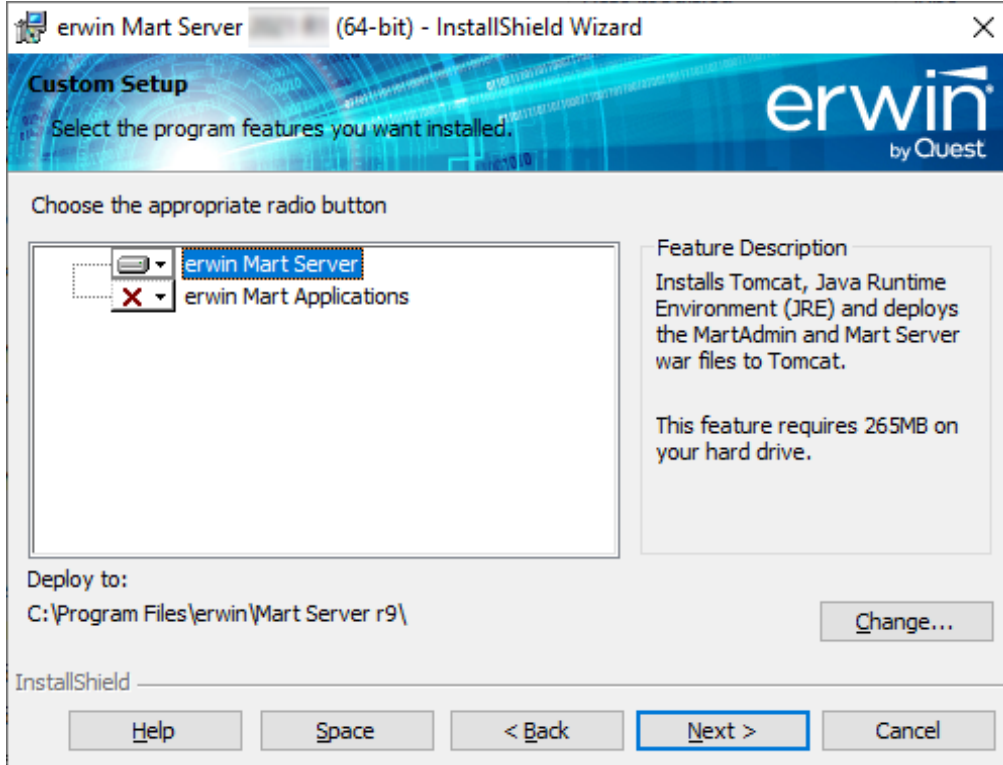 erwin Mart Server (64-bit) - InstallShield Wizard
Custom Setup
Select the program features you want installed.
erwin
by Quest
Choose the appropriate radio button
erwin Mart Server
erwin Mart Applications
Feature Description
Installs Tomcat, Java Runtime
Environment (JRE) and deploys
the MartAdmin and Mart Server
war files to Tomcat.
This feature requires 265MB on
your hard drive.
Deploy to:
C:\Program Files\erwin\Mart Server r9\
Change...
InstallShield
Help
Space
< Back
Next >
Cancel